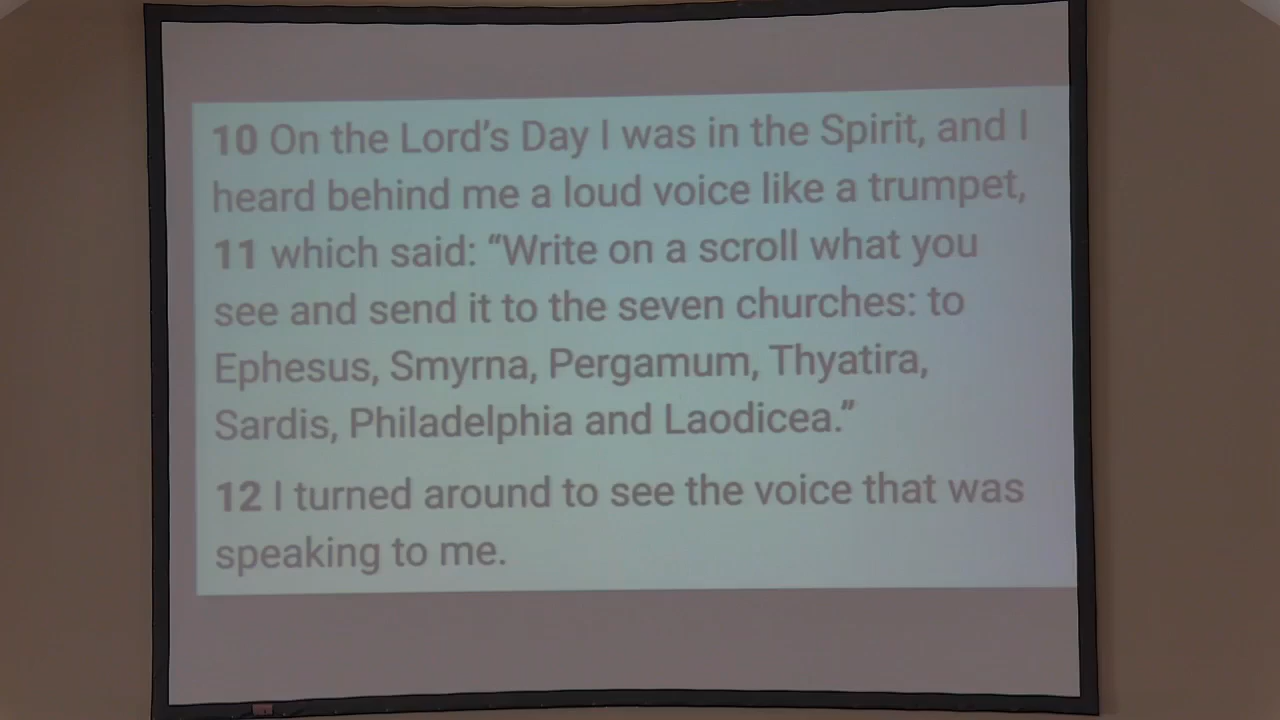 10 On the Lord’s Day I was in the Spirit, and I
heard behind me a loud voice like a trumpet,
11 which said: “Write on a scroll what you
see and send it to the seven churches: to
Ephesus, Smyrna, Pergamum, Thyatira,
Sardis, Philadelphia and Laodicea.”
12 I turned around to see the voice that was
speaking to me.